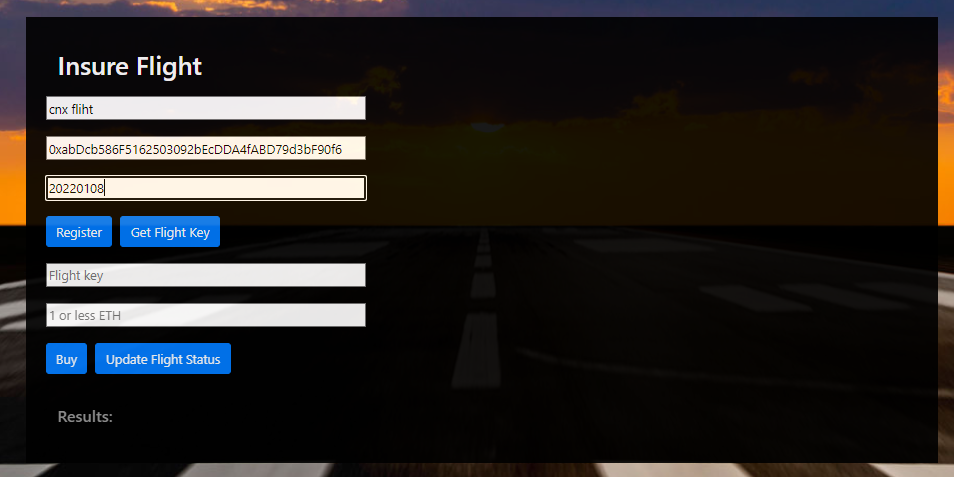 Insure Flight
cnx fliht
0xabDcb586F5162503092bEcDDA4fABD79d3bF90f6
20220108
Register Get Flight Key
Flight key
1 or less ETH
Buy Update Flight Status
Results: